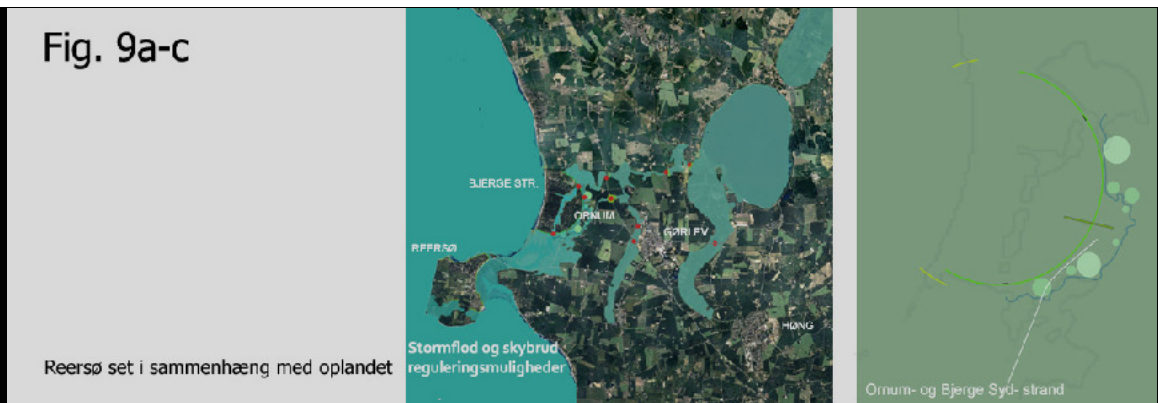 Fig. 9a-c
Reersø set i sammenhæng med oplandet
BJERGE STR.
ORNUM
GØRLEV
REERSØ
HØNG
Stormflod og skybrud
reguleringsmuligheder
Ornum- og Bjerge Syd- strand